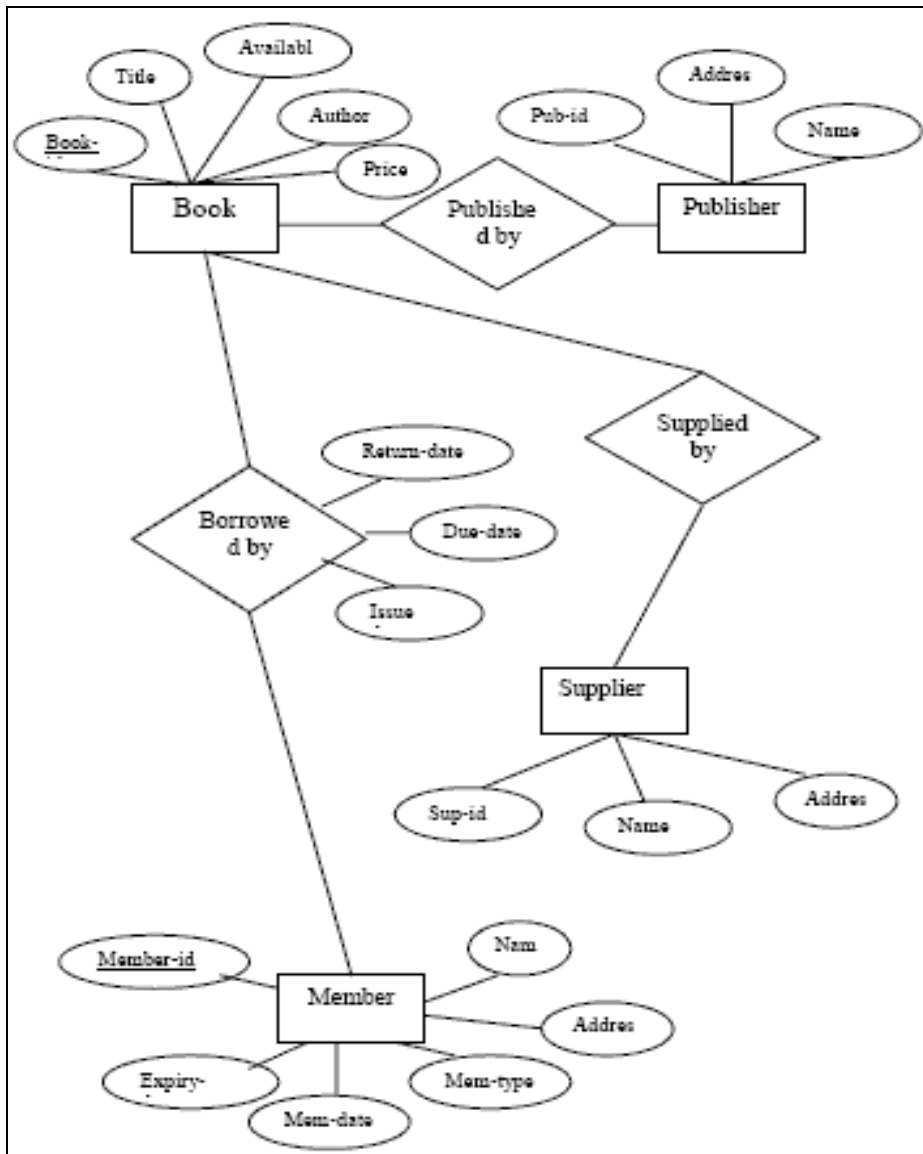 Availabl
Title
Addres
Author
Pub-id
Name
Book-
Price
Book
Publishe
d by
Publisher
Supplied
by
Return-date
Borrowe
d by
Due-date
Issue
Supplier
Sup-id
Name
Addres
Nam
Member-id
Member
Addres
Expiry-
Mem-type
Mem-date